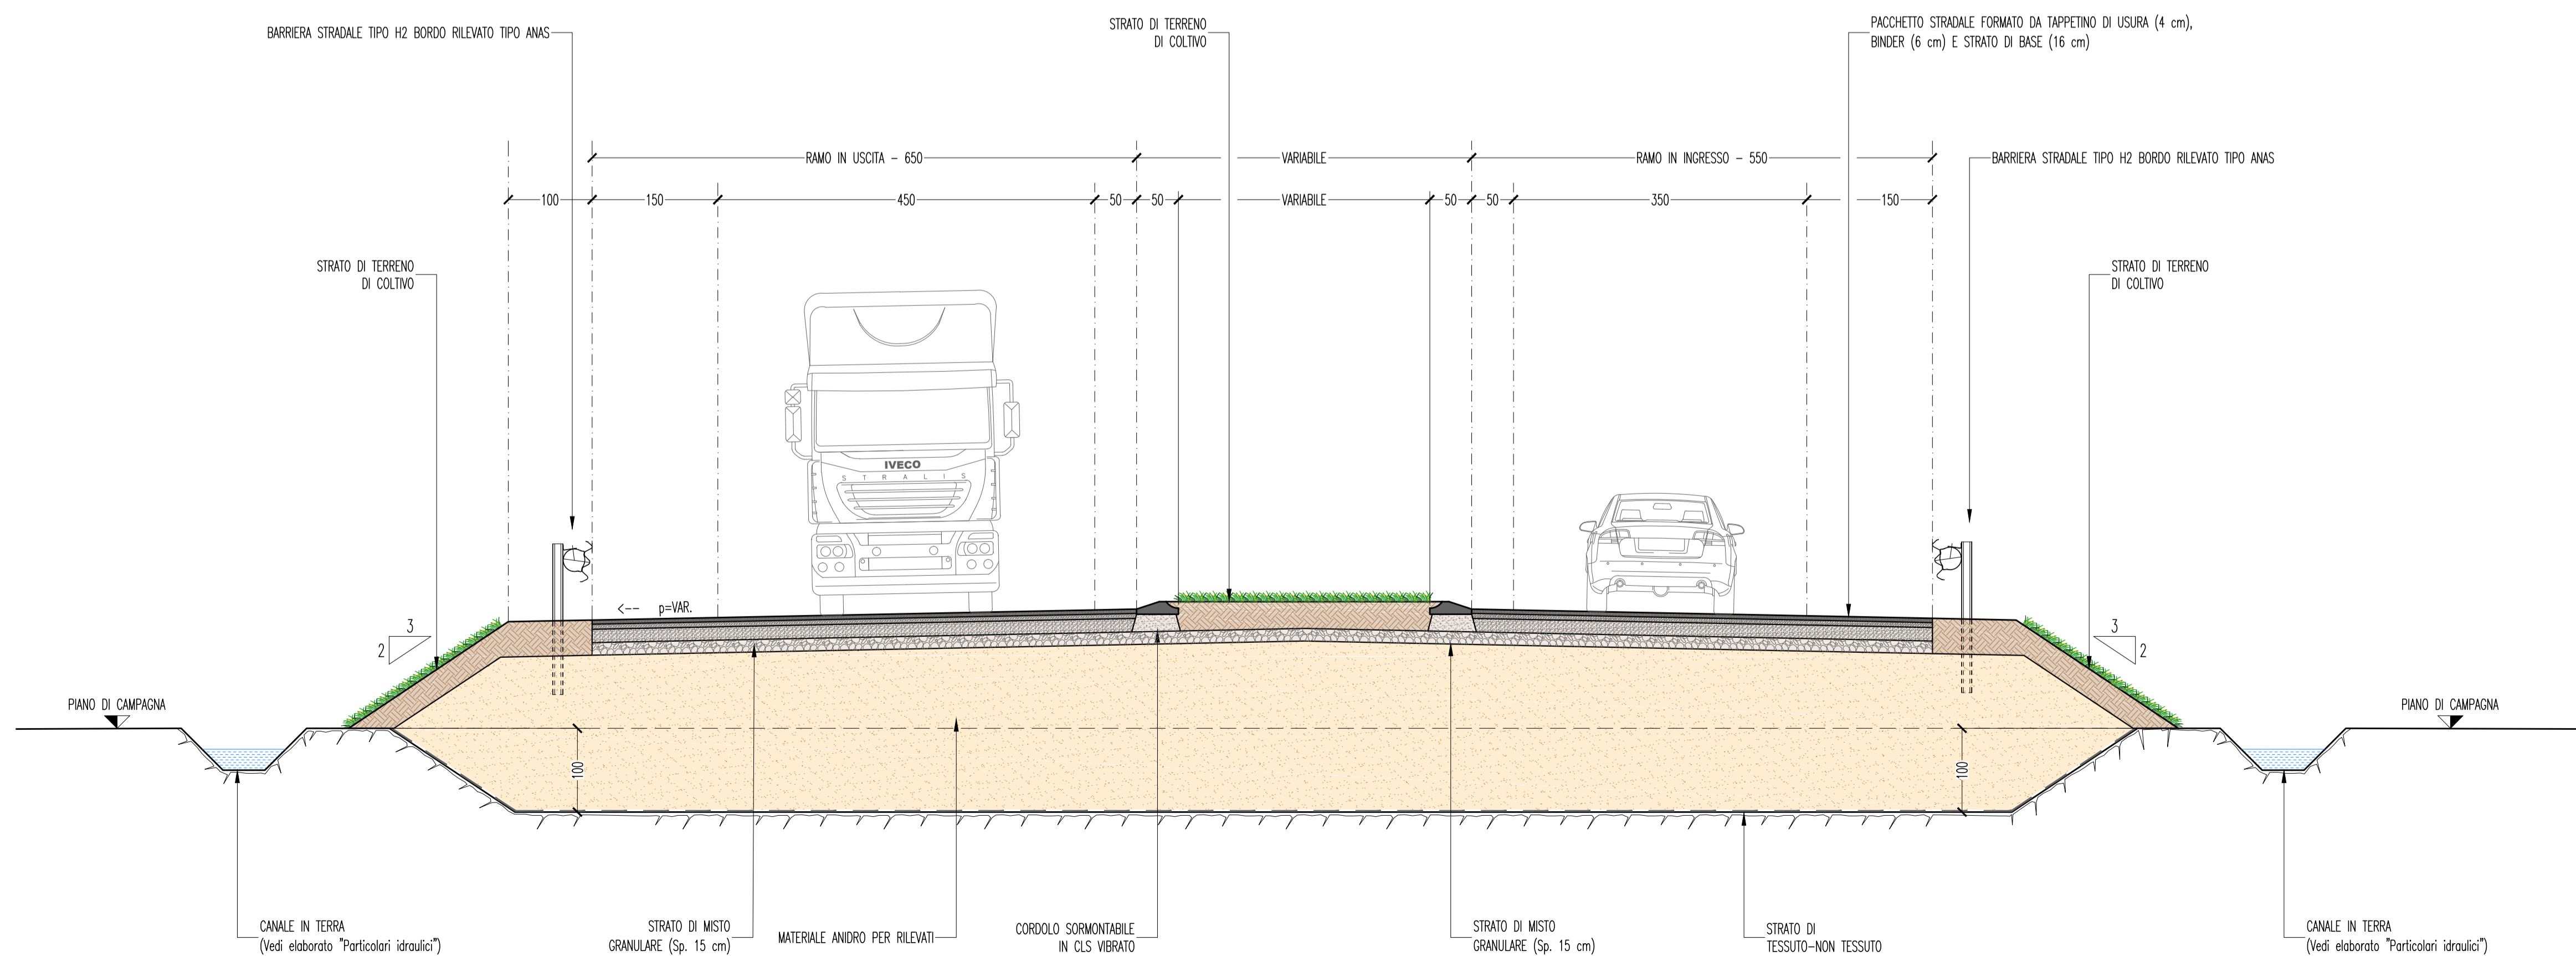 BARRIERA STRADALE TIPO H2 BORDO RILEVATO TIPO ANAS
STRATO DI TERRENO
DI COLTIVO
PACCHETTO STRADALE FORMATO DA TAPPETINO DI USURA (4 cm),
BINDER (6 cm) E STRATO DI BASE (16 cm)
RAMO IN USCITA - 650
VARIABILE
RAMO IN INGRESSO - 550
BARRIERA STRADALE TIPO H2 BORDO RILEVATO TIPO ANAS
100
150
450
50
50
VARIABILE
50
50
350
150
STRATO DI TERRENO
DI COLTIVO
STRATO DI TERRENO
DI COLTIVO
IVECO
STRALIS
<-- p=VAR.
3
2
3
2
PIANO DI CAMPAGNA
PIANO DI CAMPAGNA
100
100
CANALE IN TERRA
(Vedi elaborato "Particolari idraulici")
STRATO DI MISTO
GRANULARE (Sp. 15 cm)
MATERIALE ANIDRO PER RILEVATI
CORDOLO SORMONTABILE
IN CLS VIBRATO
STRATO DI MISTO
GRANULARE (Sp. 15 cm)
STRATO DI
TESSUTO-NON TESSUTO
CANALE IN TERRA
(Vedi elaborato "Particolari idraulici")